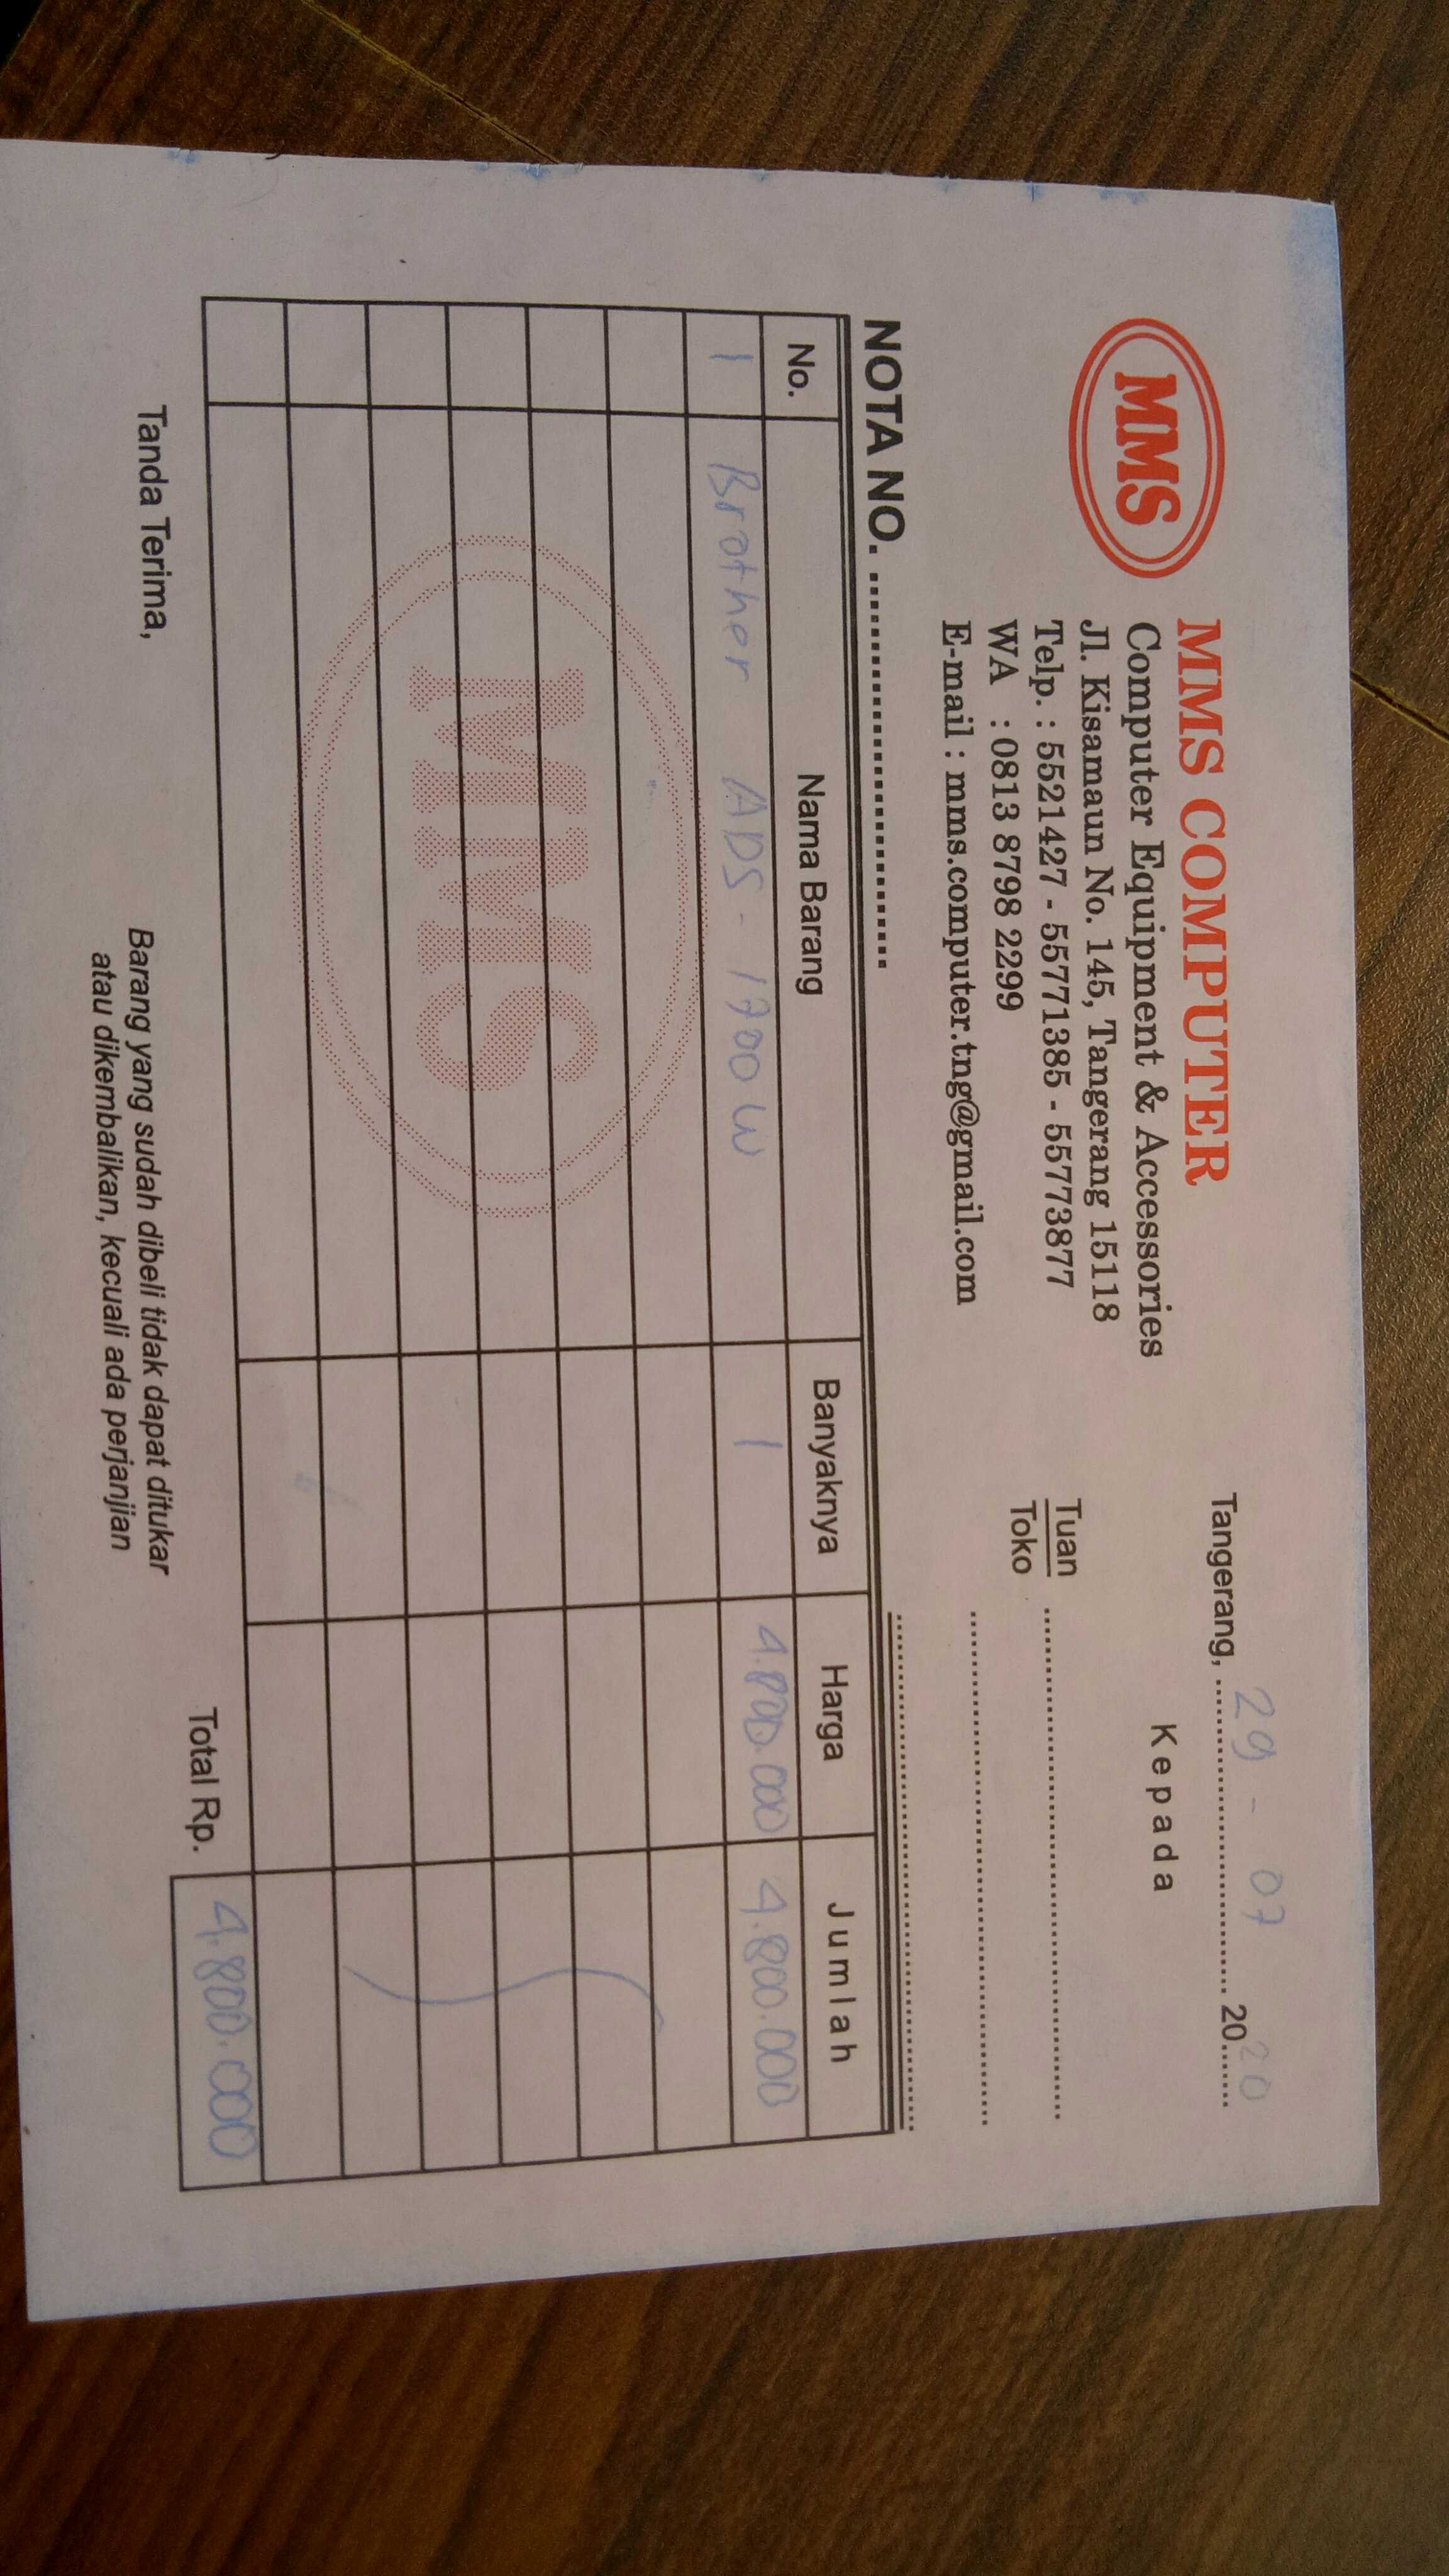 MMS
MMS COMPUTER
Computer Equipment & Accessories
Jl. Kisamaun No. 145, Tangerang 15118
Telp. : 5521427 - 55771385 - 55773877
WA : 0813 8798 2299
E-mail : mms.computer.tng@gmail.com
Tangerang, 29 - 07 2020
Kepada
Tuan
Toko
NOTA NO.
No. Nama Barang Banyaknya Harga Jumlah
1 Brother ADS - 1700 W 1 4.800.000 4.800.000
MMS
Total Rp. 4.800.000
Tanda Terima,
Barang yang sudah dibeli tidak dapat ditukar
atau dikembalikan, kecuali ada perjanjian